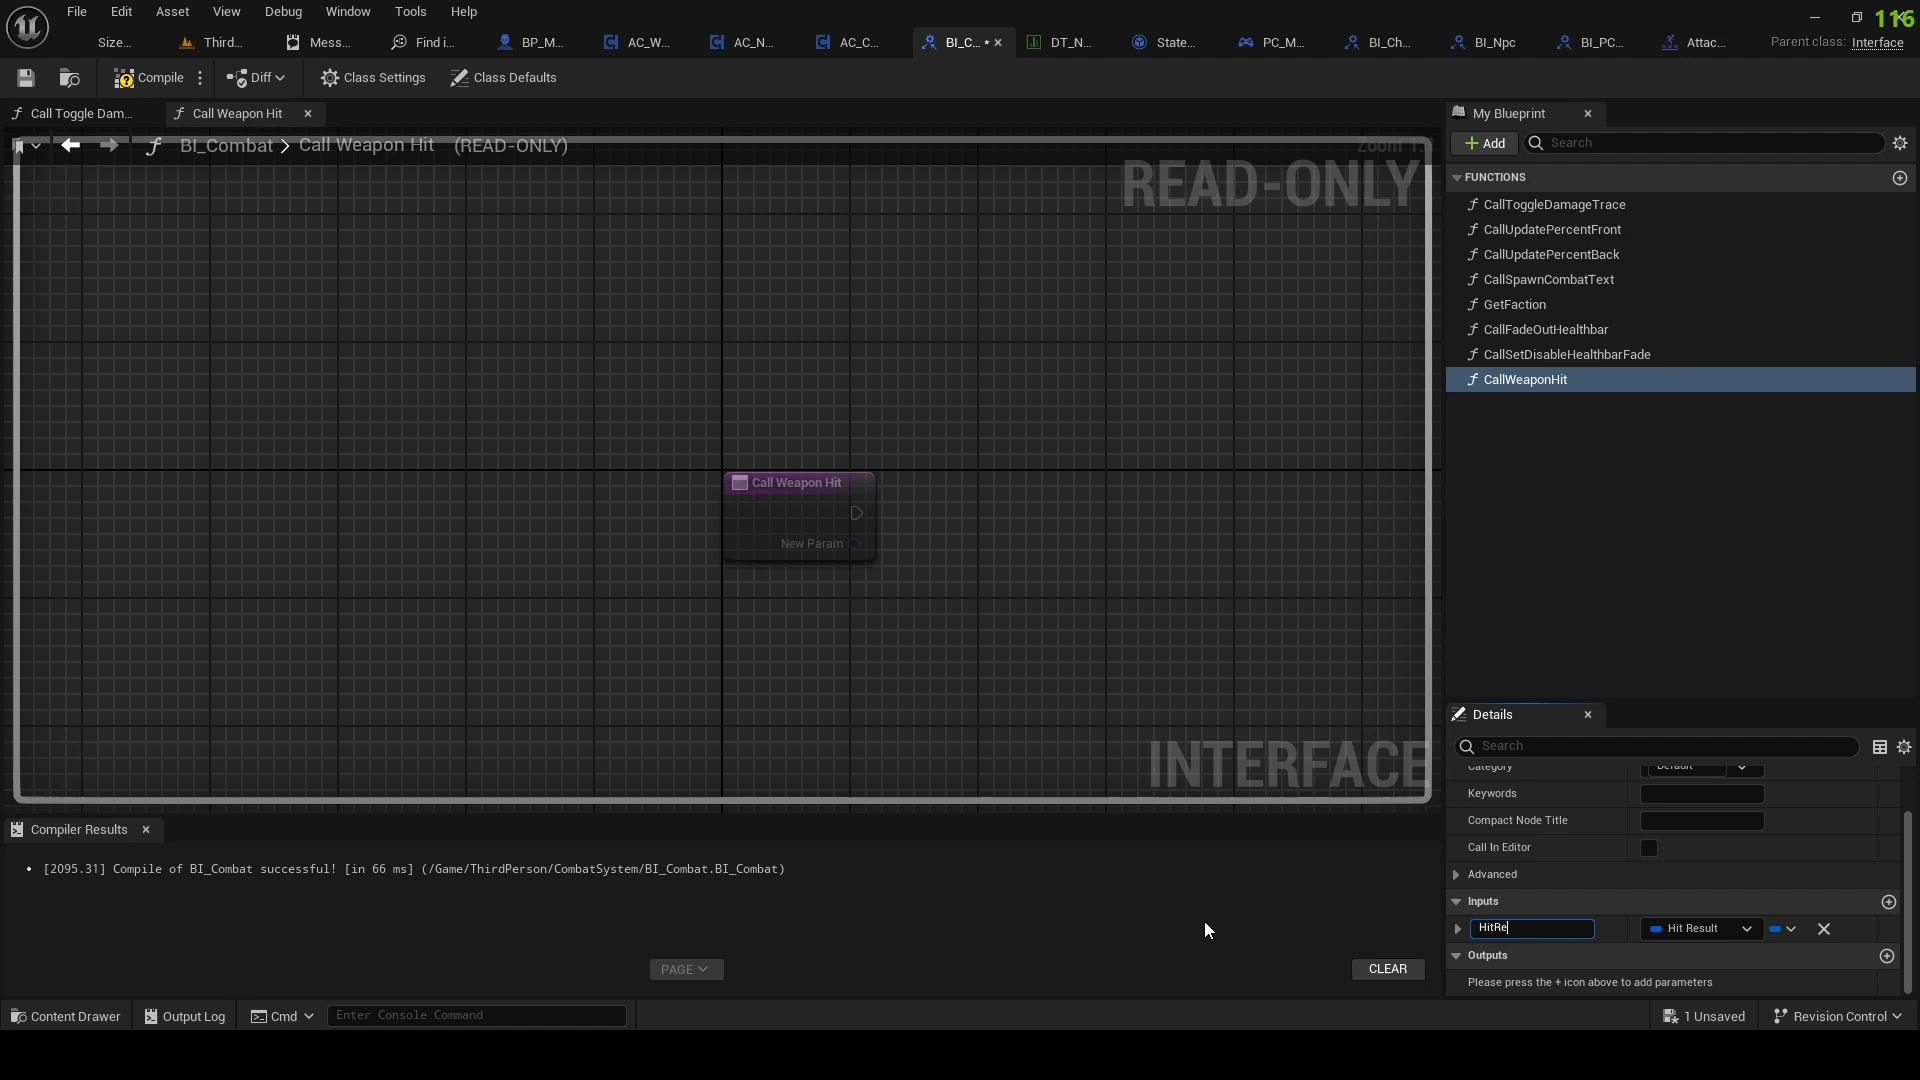 File Edit Asset View Debug Window Tools Help
116
Size... Third... Mess... Find i... BP_M... AC_W... AC_N... AC_C... BI_C... * DT_N... State... PC_M... BI_Ch... BI_Npc BI_PC... Attac... Parent class: Interface
Compile Diff Class Settings Class Defaults
Call Toggle Dam... Call Weapon Hit
BI_Combat > Call Weapon Hit (READ-ONLY)
READ-ONLY
Call Weapon Hit
New Param
INTERFACE
My Blueprint
Add Search
FUNCTIONS
CallToggleDamageTrace
CallUpdatePercentFront
CallUpdatePercentBack
CallSpawnCombatText
GetFaction
CallFadeOutHealthbar
CallSetDisableHealthbarFade
CallWeaponHit
Details
Search
Category Default
Keywords
Compact Node Title
Call In Editor
Advanced
Inputs
HitRe Hit Result
Outputs
Please press the + icon above to add parameters
Compiler Results
• [2095.31] Compile of BI_Combat successful! [in 66 ms] (/Game/ThirdPerson/CombatSystem/BI_Combat.BI_Combat)
PAGE CLEAR
Content Drawer Output Log Cmd Enter Console Command 1 Unsaved Revision Control